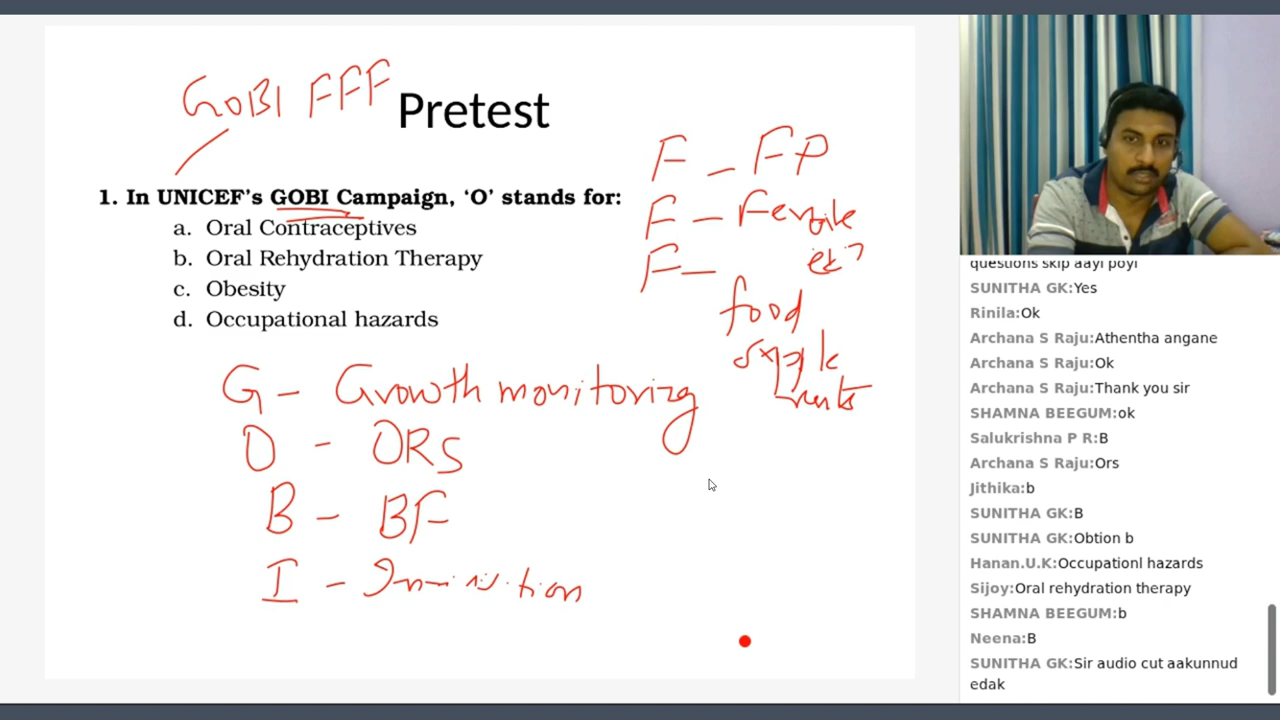 GOBI FFF
Pretest
1. In UNICEF's GOBI Campaign, ‘O’ stands for:
a. Oral Contraceptives
b. Oral Rehydration Therapy
c. Obesity
d. Occupational hazards
F - FP
F - Female
F -
food
G - Growth monitoring
O - ORS
B - BF
I -
questions skip aayi poyi
SUNITHA GK:Yes
Rinila:Ok
Archana S Raju:Athentha angane
Archana S Raju:Ok
Archana S Raju:Thank you sir
SHAMNA BEEGUM:ok
Salukrishna P R:B
Archana S Raju:Ors
Jithika:b
SUNITHA GK:B
SUNITHA GK:Obtion b
Hanan.U.K:Occupationl hazards
Sijoy:Oral rehydration therapy
SHAMNA BEEGUM:b
Neena:B
SUNITHA GK:Sir audio cut aakunnud
edak